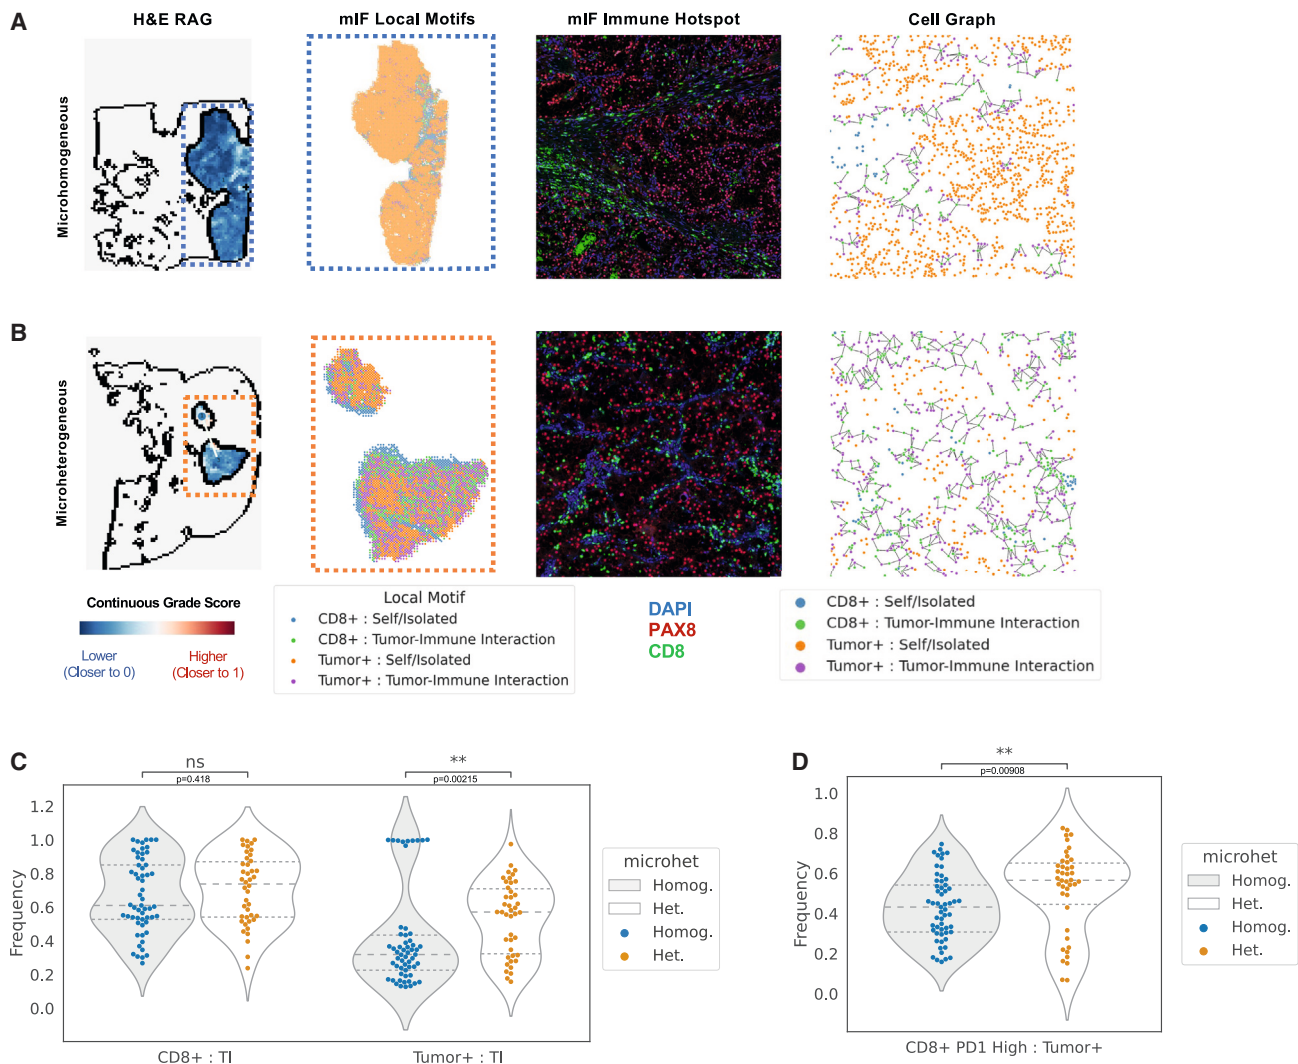 A
H&E RAG
mIF Local Motifs
mIF Immune Hotspot
Cell Graph
Microhomogeneous
B
Microheterogeneous
Continuous Grade Score
Lower
(Closer to 0)
Higher
(Closer to 1)
Local Motif
CD8+ : Self/Isolated
CD8+ : Tumor-Immune Interaction
Tumor+ : Self/Isolated
Tumor+ : Tumor-Immune Interaction
DAPI
PAX8
CD8
CD8+ : Self/Isolated
CD8+ : Tumor-Immune Interaction
Tumor+ : Self/Isolated
Tumor+ : Tumor-Immune Interaction
C
ns
p=0.418
**
p=0.00215
Frequency
1.2
1.0
0.8
0.6
0.4
0.2
0.0
CD8+ : TI
Tumor+ : TI
microhet
Homog.
Het.
Homog.
Het.
D
**
p=0.00908
Frequency
1.0
0.8
0.6
0.4
0.2
0.0
CD8+ PD1 High : Tumor+
microhet
Homog.
Het.
Homog.
Het.